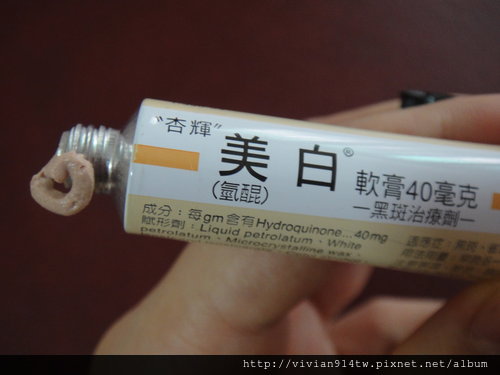 "杏輝"
美白®
(氫醌)
軟膏40毫克
—黑斑治療劑—
成分：每gm含有Hydroquinone...40mg
賦形劑：Liquid petrolatum、White
petrolatum、Microcrystalline wax、
http://vivian914tw.pixnet.net/album